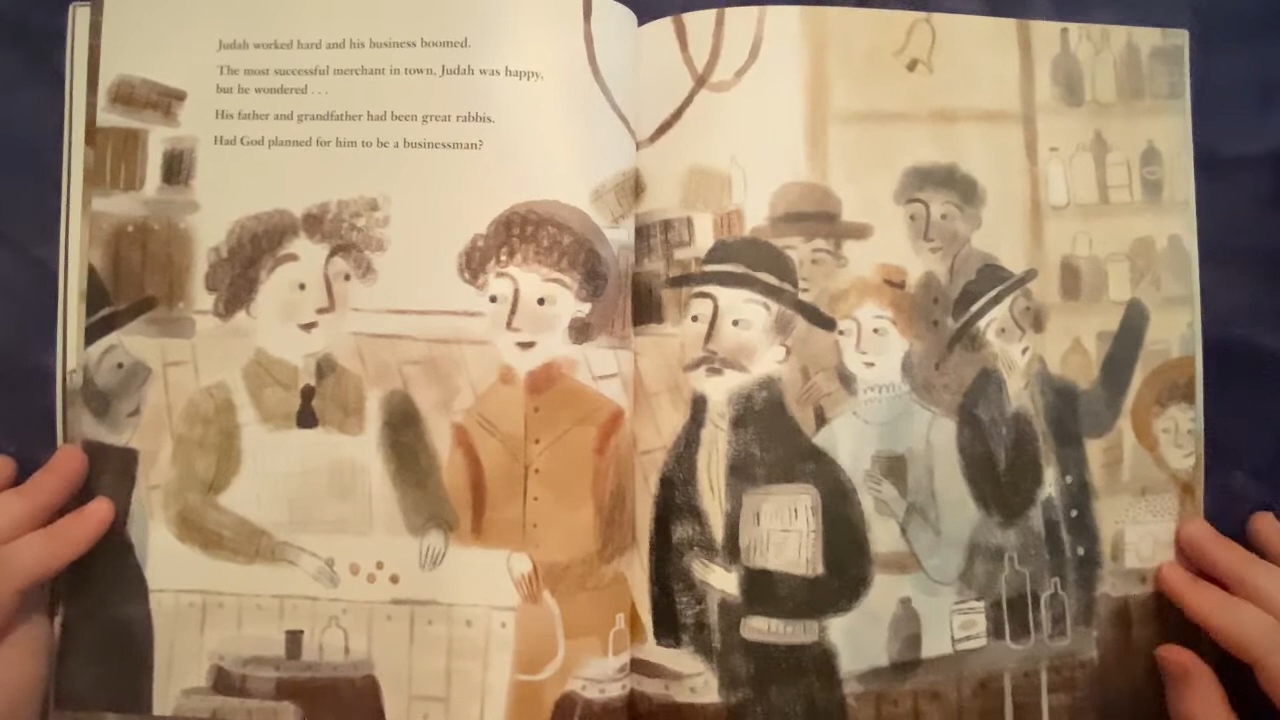 Judah worked hard and his business boomed.
The most successful merchant in town, Judah was happy,
but he wondered . . .
His father and grandfather had been great rabbis.
Had God planned for him to be a businessman?